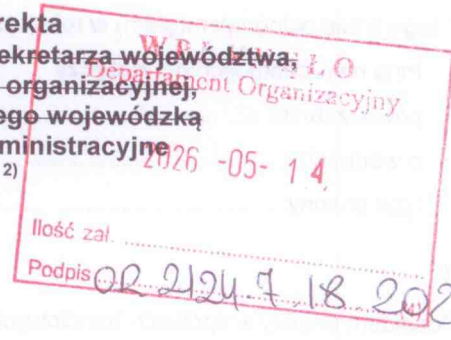 rekta
ekretarza województwa,
organizacyjnej,
ego wojewódzką
ministracyjne
2)
WPŁYNĘŁO
Departament Organizacyjny
2026 -05- 14
Ilość zał.
Podpis OR 2124.7.18.202